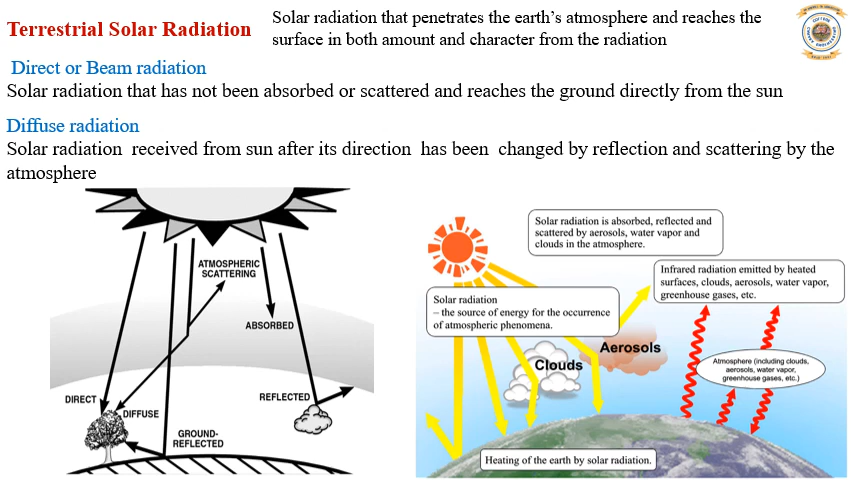 Terrestrial Solar Radiation
Solar radiation that penetrates the earth's atmosphere and reaches the
surface in both amount and character from the radiation
Direct or Beam radiation
Solar radiation that has not been absorbed or scattered and reaches the ground directly from the sun
Diffuse radiation
Solar radiation received from sun after its direction has been changed by reflection and scattering by the
atmosphere
ATMOSPHERIC
SCATTERING
ABSORBED
DIRECT
DIFFUSE
REFLECTED
GROUND-
REFLECTED
Solar radiation is absorbed, reflected and
scattered by aerosols, water vapor and
clouds in the atmosphere.
Infrared radiation emitted by heated
surfaces, clouds, aerosols, water vapor,
greenhouse gases, etc.
Solar radiation
– the source of energy for the occurrence
of atmospheric phenomena.
Aerosols
Clouds
Atmosphere (including clouds,
aerosols, water vapor,
greenhouse gases, etc.)
Heating of the earth by solar radiation.